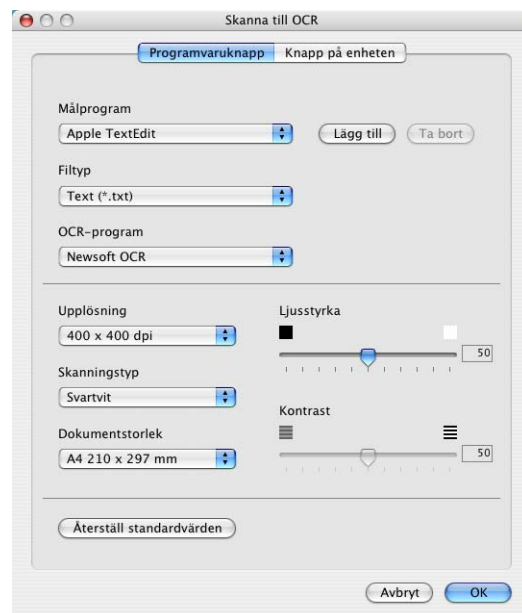 Skanna till OCR
Programvaruknapp Knapp på enheten
Målprogram
Apple TextEdit Lägg till Ta bort
Filtyp
Text (*.txt)
OCR-program
Newsoft OCR
Upplösning
400 x 400 dpi
Skanningstyp
Svartvit
Dokumentstorlek
A4 210 x 297 mm
Ljusstyrka
50
Kontrast
50
Återställ standardvärden
Avbryt OK